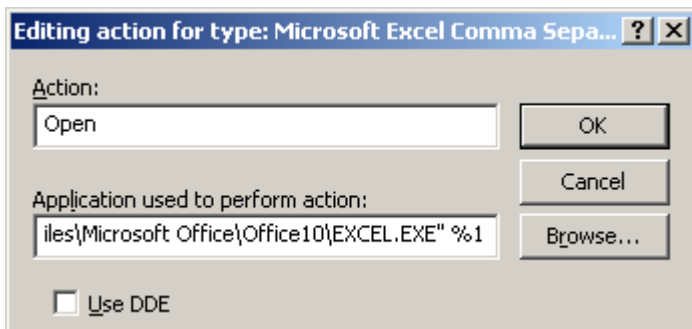 Editing action for type: Microsoft Excel Comma Sepa... ? X
Action:
Open
OK
Cancel
Application used to perform action:
iles\Microsoft Office\Office10\EXCEL.EXE" %1
Browse...
Use DDE